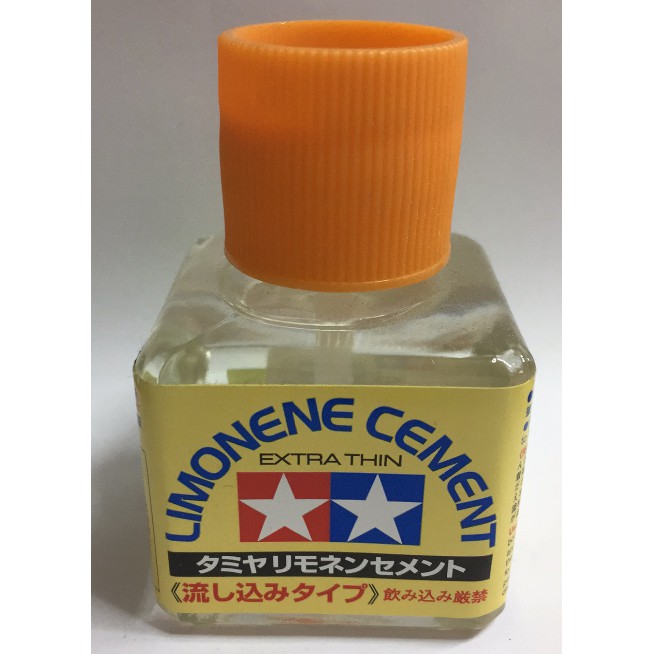 LIMONENE CEMENT
EXTRA THIN
タミヤリモネンセメント
《流し込みタイプ》飲み込み厳禁